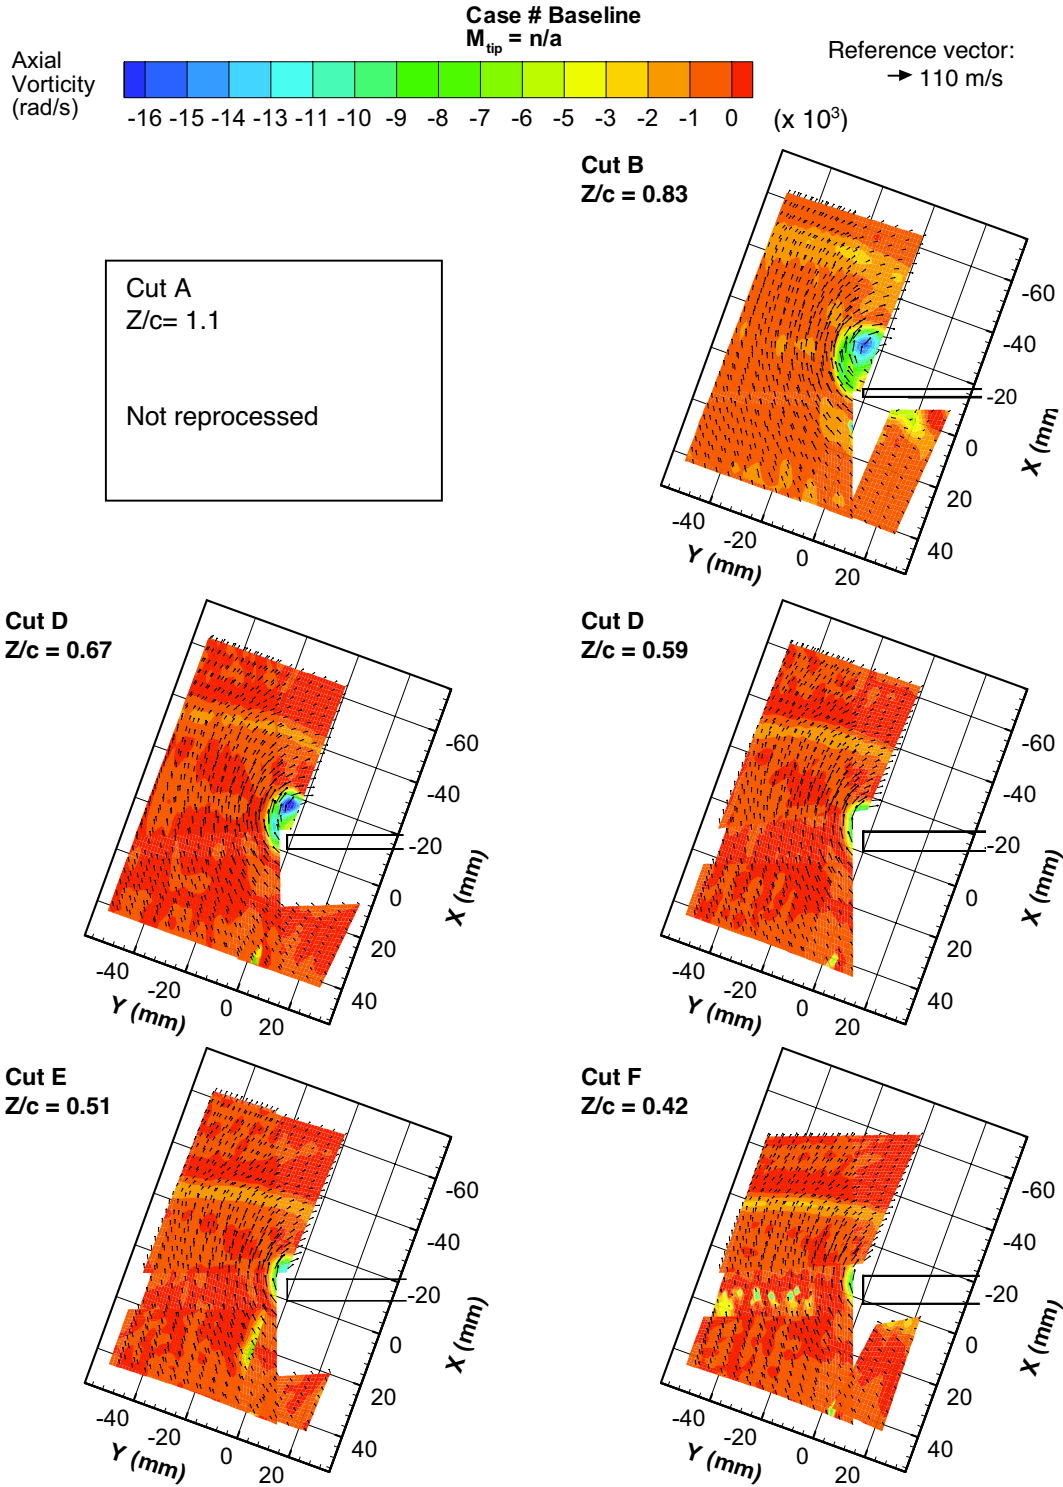 Case # Baseline
M_tip = n/a
Axial
Vorticity
(rad/s)
-16 -15 -14 -13 -11 -10 -9 -8 -7 -6 -5 -3 -2 -1 0
(x 10³)
Reference vector:
110 m/s
Cut A
Z/c= 1.1
Not reprocessed
Cut B
Z/c = 0.83
-60
-40
-20
0
20
40
X (mm
-40
-20
0
20
Y (mm)
Cut D
Z/c = 0.67
-60
-40
-20
0
20
40
X (mm)
-40
-20
0
20
Y (mm)
Cut D
Z/c = 0.59
-60
-40
-20
0
20
40
X (mm)
-40
-20
0
20
Y (mm)
Cut E
Z/c = 0.51
-60
-40
-20
0
20
40
X (mm)
-40
-20
0
20
Y (mm)
Cut F
Z/c = 0.42
-60
-40
-20
0
20
40
X (mm)
-40
-20
0
20
Y (mm)